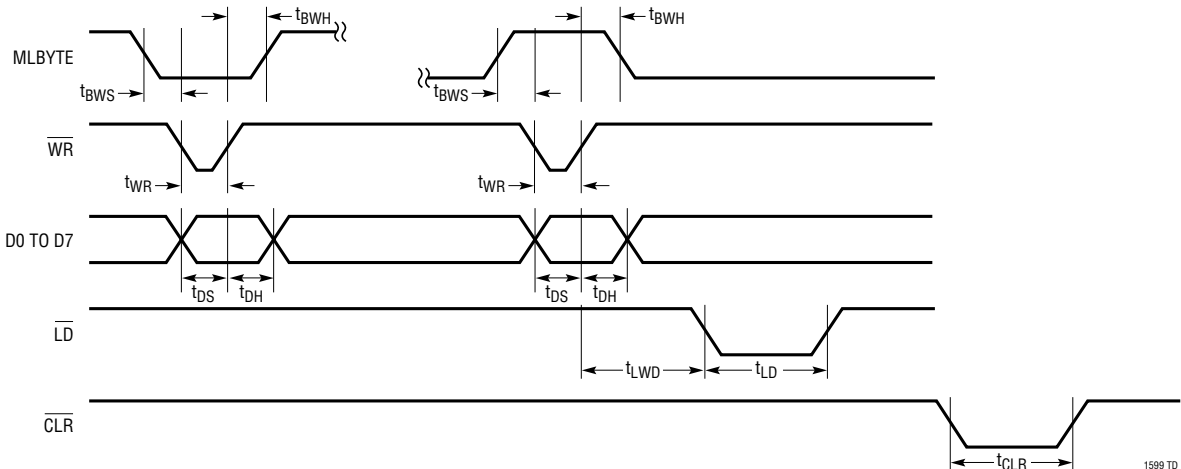 tBWH
tBWH
MLBYTE
tBWS
tBWS
WR
tWR
tWR
D0 TO D7
tDS
tDH
tDS
tDH
LD
tLWD
tLD
CLR
tCLR
1599 TD